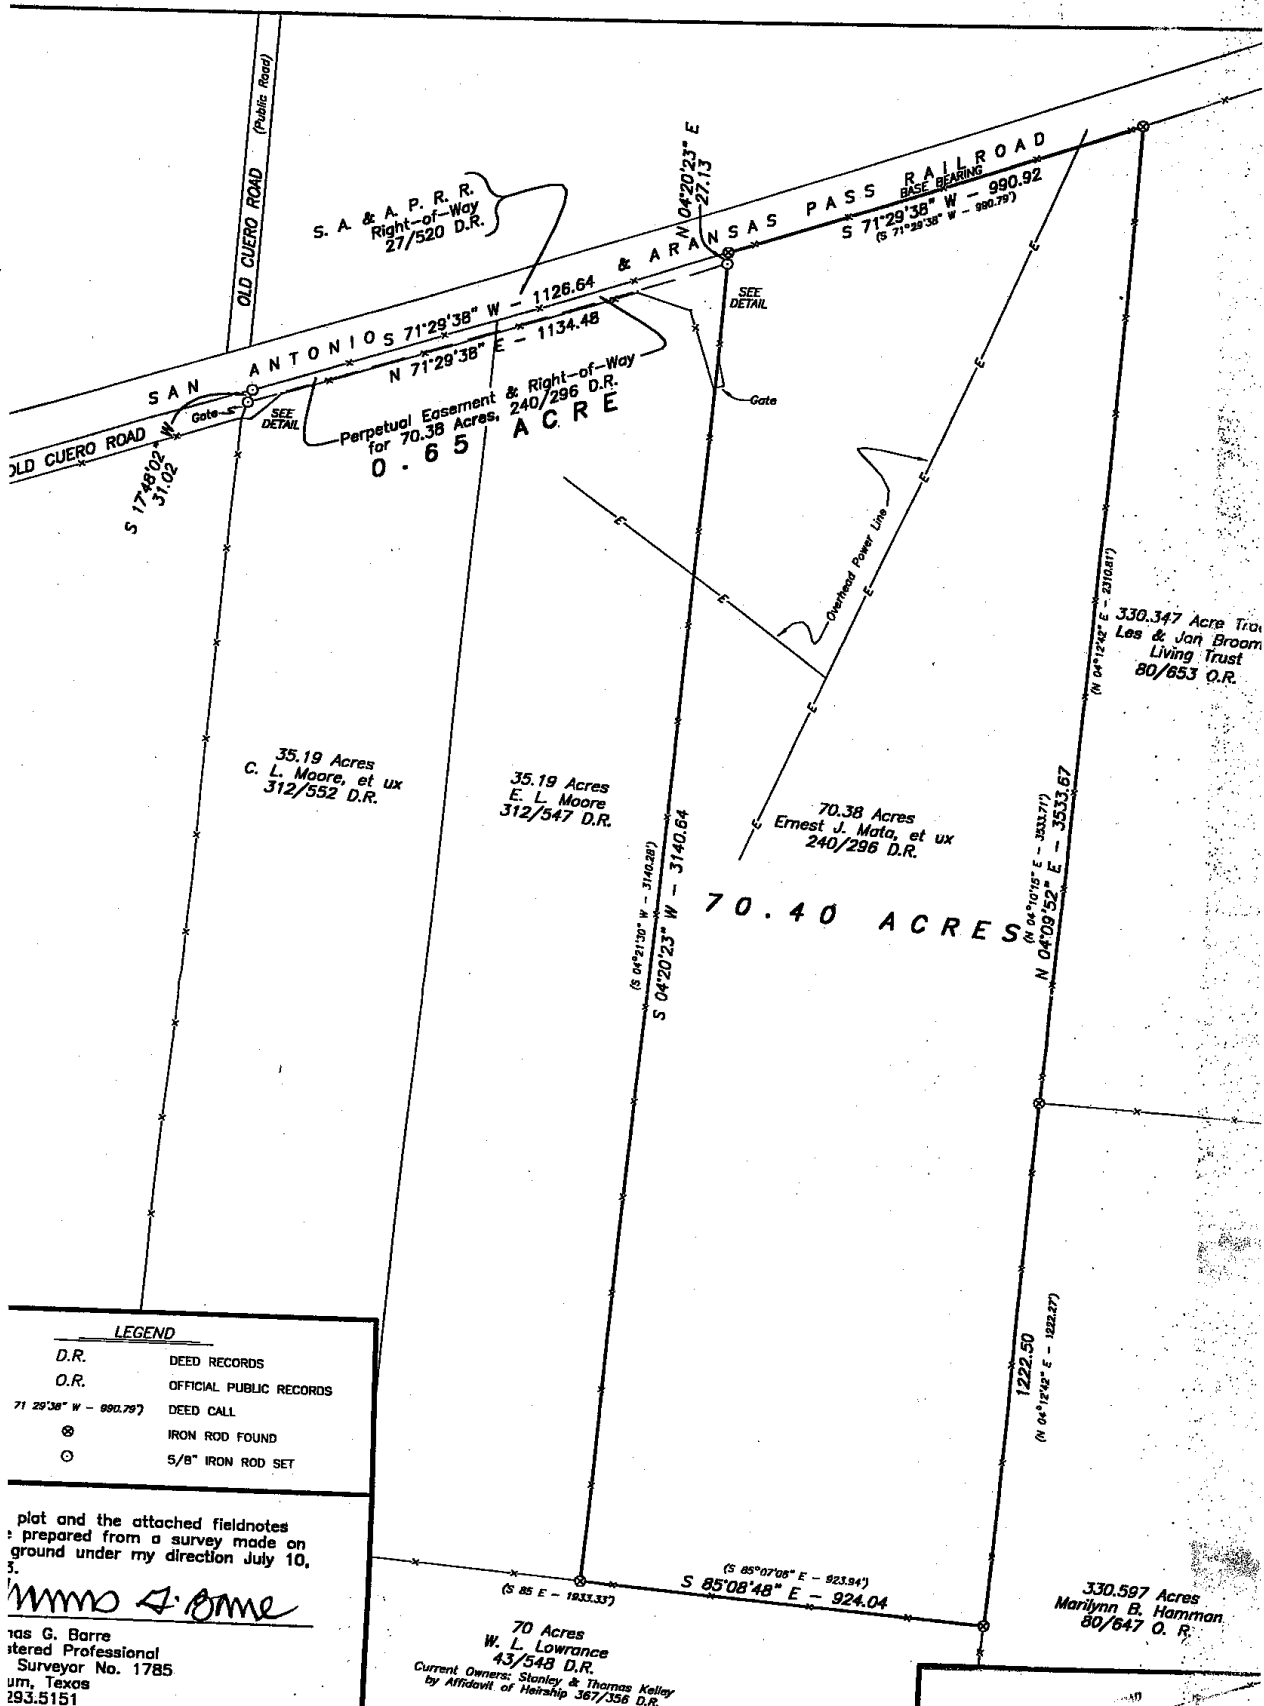 OLD CUERO ROAD (Public Road)
S. A. & A. P. R. R.
Right-of-Way
27/520 D.R.
N 04°20'23" E
27.13
SAN ANTONIO & ARANSAS PASS RAILROAD
BASE BEARING
S 71°29'38" W - 990.92
(S 71°29'38" W - 990.79')
S 71°29'38" W - 1126.64
N 71°29'38" E - 1134.48
SEE
DETAIL
Gate
Gate
SEE
DETAIL
OLD CUERO ROAD
S 17°48'02" W
31.02
Perpetual Easement & Right-of-Way
for 70.38 Acres, 240/296 D.R.
0.65 ACRE
E
E
E
E
E
E
E
E
Overhead Power Line
(N 04°12'42" E - 2310.81')
330.347 Acre
Les & Jan Broom
Living Trust
80/653 O.R.
35.19 Acres
C. L. Moore, et ux
312/552 D.R.
35.19 Acres
E. L. Moore
312/547 D.R.
70.38 Acres
Ernest J. Mata, et ux
240/296 D.R.
(S 04°21'30" W - 3140.28')
S 04°20'23" W - 3140.64
70.40 ACRES
(N 04°10'15" E - 3533.71')
N 04°09'52" E - 3533.67
1222.50
(N 04°12'42" E - 1222.27')
LEGEND
D.R. DEED RECORDS
O.R. OFFICIAL PUBLIC RECORDS
71 29'38" W - 990.79') DEED CALL
IRON ROD FOUND
5/8" IRON ROD SET
plat and the attached fieldnotes
prepared from a survey made on
ground under my direction July 10,
3.
G. Barre
stered Professional
Surveyor No. 1785
um, Texas
293.5151
(S 85 E - 1933.33')
(S 85°07'08" E - 923.94')
S 85°08'48" E - 924.04
70 Acres
W. L. Lowrance
43/548 D.R.
Current Owners: Stanley & Thomas Kelley
by Affidavit of Heirship 367/356 D.R.
330.597 Acres
Marilynn B. Hamman
80/647 O. R.